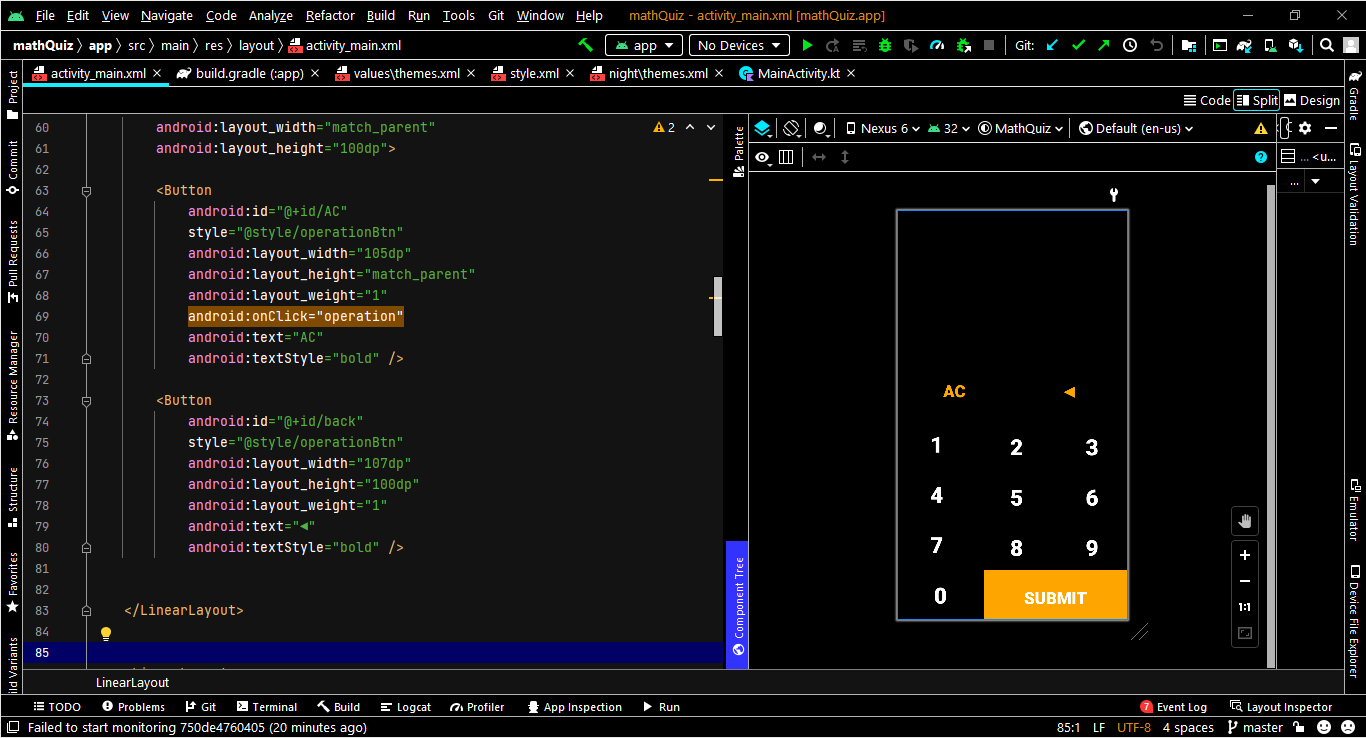 File Edit View Navigate Code Analyze Refactor Build Run Tools Git Window Help mathQuiz - activity_main.xml [mathQuiz.app]
mathQuiz app src main res layout activity_main.xml app No Devices Git:
activity_main.xml build.gradle (:app) values\themes.xml style.xml night\themes.xml MainActivity.kt
Code Split Design
Project
Commit
Pull Requests
Resource Manager
Structure
Favorites
60 android:layout_width="match_parent"
61 android:layout_height="100dp">
62
63 <Button
64 android:id="@+id/AC"
65 style="@style/operationBtn"
66 android:layout_width="105dp"
67 android:layout_height="match_parent"
68 android:layout_weight="1"
69 android:onClick="operation"
70 android:text="AC"
71 android:textStyle="bold" />
72
73 <Button
74 android:id="@+id/back"
75 style="@style/operationBtn"
76 android:layout_width="107dp"
77 android:layout_height="100dp"
78 android:layout_weight="1"
79 android:text="◀"
80 android:textStyle="bold" />
81
82
83 </LinearLayout>
84
85
2
Palette
Component Tree
Nexus 6 32 MathQuiz Default (en-us)
... <u...
...
AC ◀
1 2 3
4 5 6
7 8 9
0 SUBMIT
1:1
Gradle
Layout Validation
Emulator
Device File Explorer
LinearLayout
TODO Problems Git Terminal Build Logcat Profiler App Inspection Run 7 Event Log Layout Inspector
Failed to start monitoring 750de4760405 (20 minutes ago) 85:1 LF UTF-8 4 spaces master